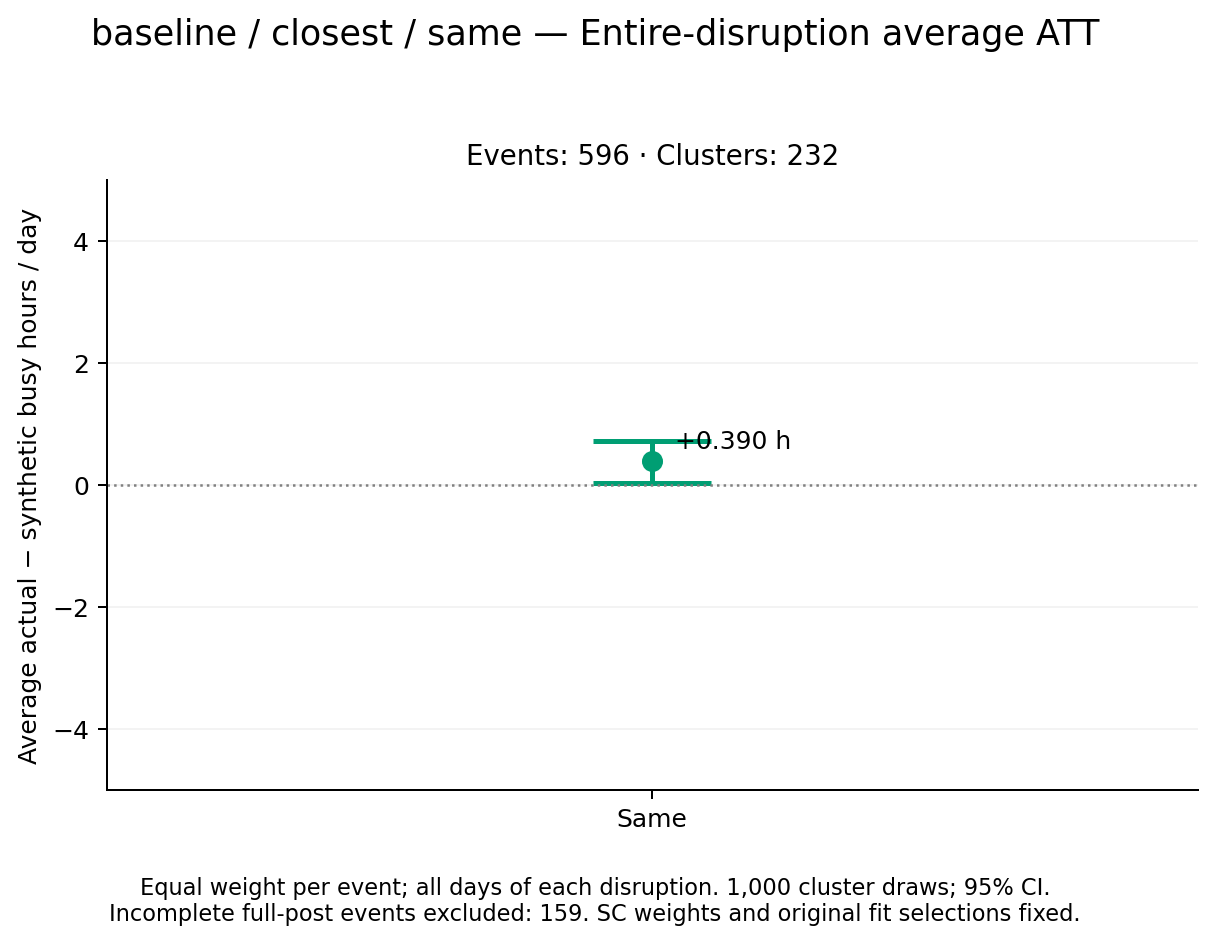 baseline / closest / same — Entire-disruption average ATT
Events: 596 · Clusters: 232
Average actual − synthetic busy hours / day
4
2
0
−2
−4
+0.390 h
Same
Equal weight per event; all days of each disruption. 1,000 cluster draws; 95% CI.
Incomplete full-post events excluded: 159. SC weights and original fit selections fixed.